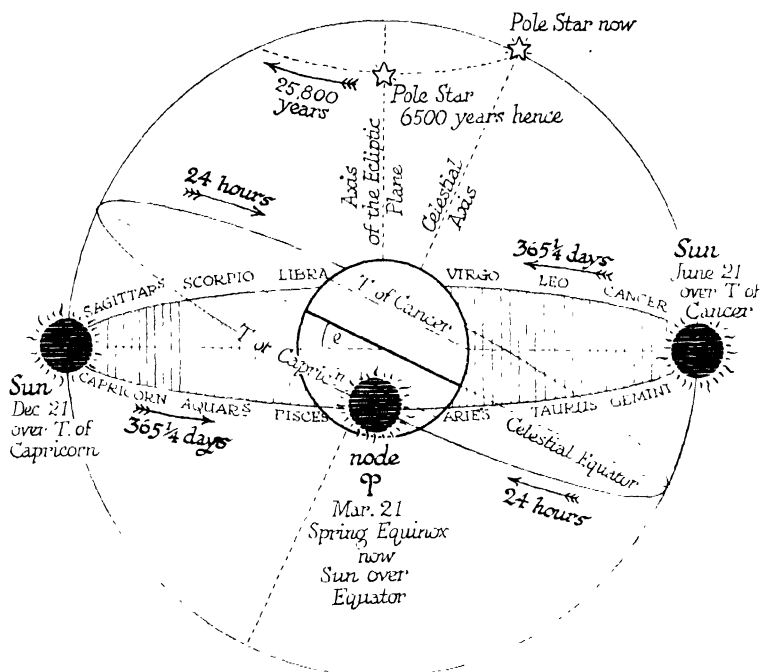 Pole Star now
25,800
years
Pole Star
6500 years hence
24 hours
Axis
of the Ecliptic
Plane
Celestial
Axis
365¼ days
Sun
June 21
over T of
Cancer
SAGITTARS
SCORPIO
LIBRA
VIRGO
LEO
CANCER
T of Cancer
T of Capricn
e
Sun
Dec 21
over T. of
Capricorn
CAPRICORN
AQUARS
PISCES
ARIES
TAURUS
GEMINI
365¼ days
Celestial Equator
24 hours
node
♈
Mar. 21
Spring Equinox
now
Sun over
Equator